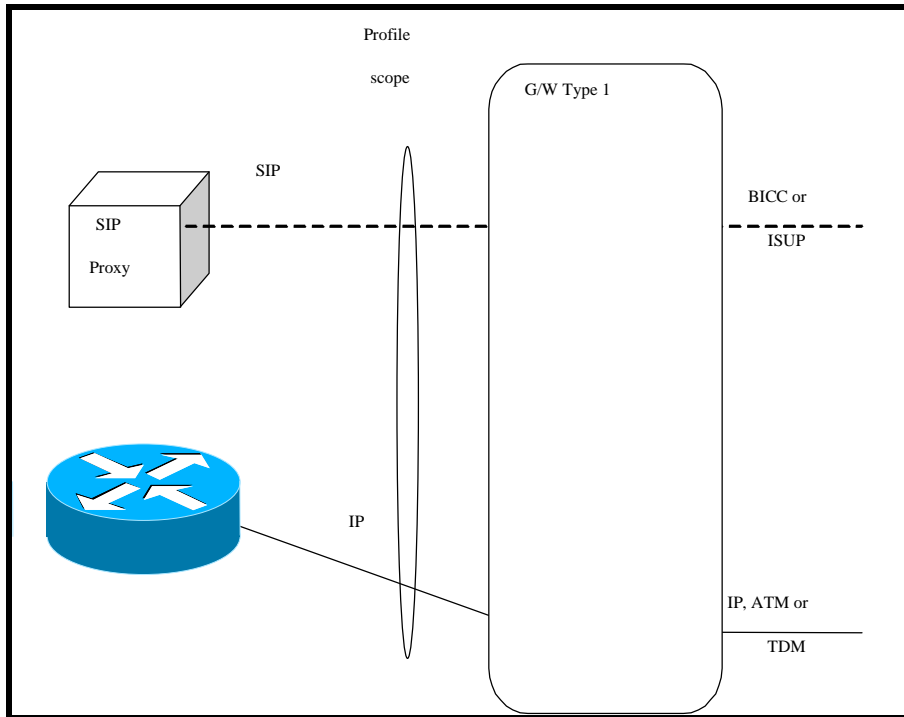 Profile
scope
G/W Type 1
SIP
BICC or
SIP
ISUP
Proxy
IP
IP, ATM or
TDM